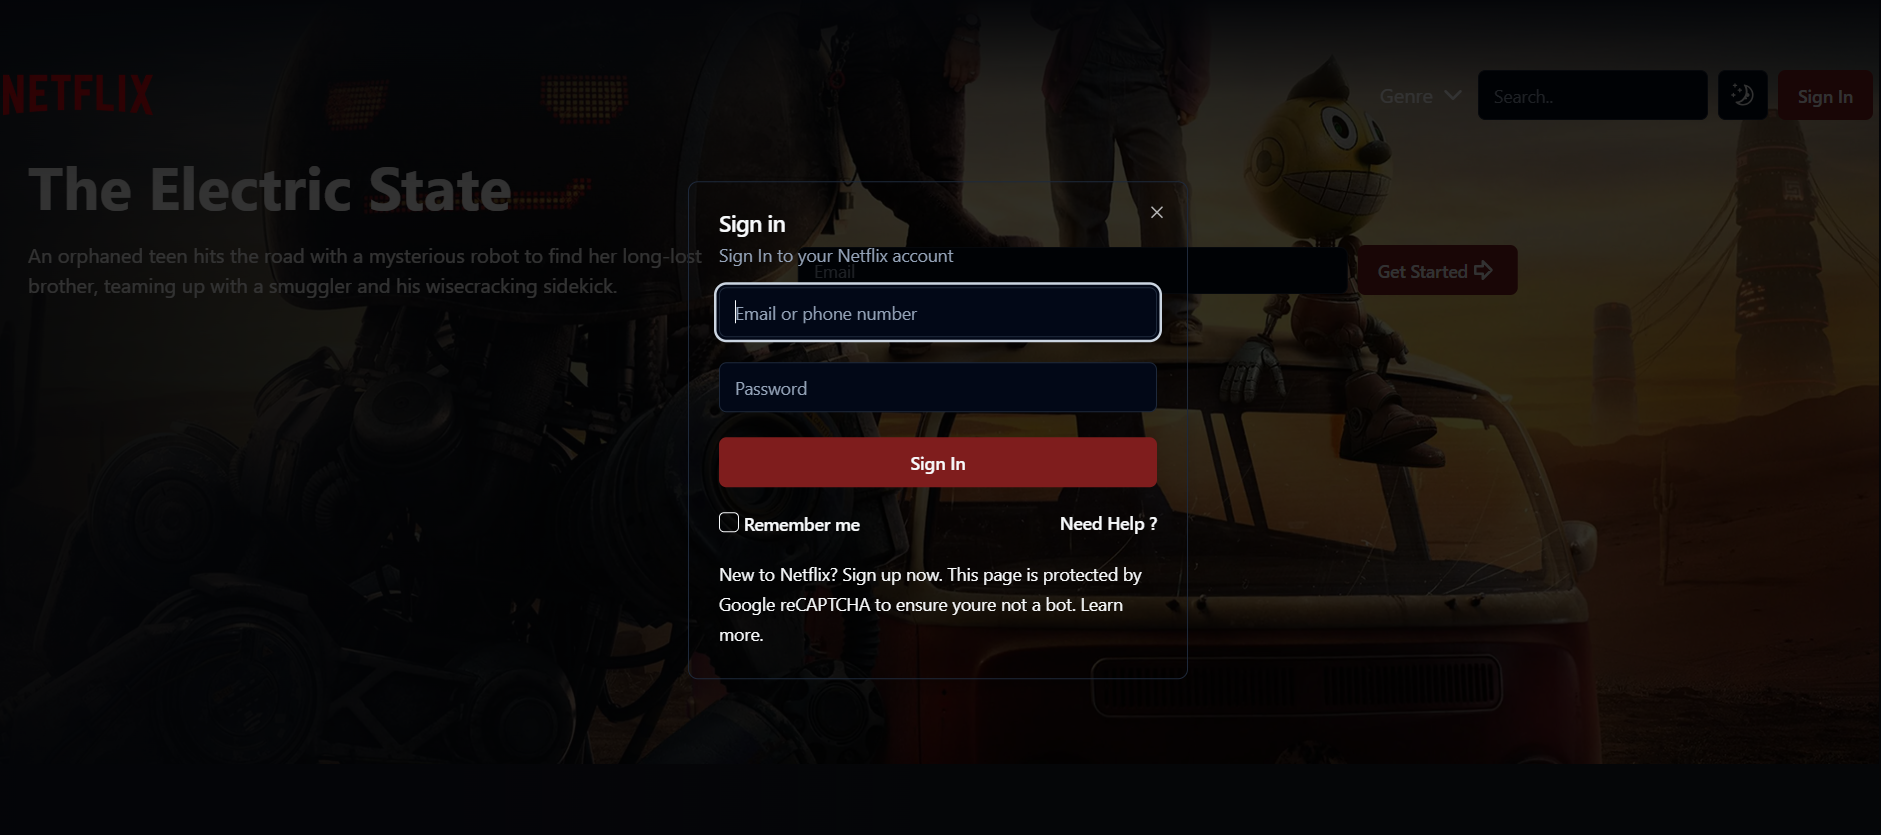 NETFLIX
Genre
Search..
Sign In
The Electric State
An orphaned teen hits the road with a mysterious robot to find her long-lost
brother, teaming up with a smuggler and his wisecracking sidekick.
Email
Get Started
Sign in
Sign In to your Netflix account
Email or phone number
Password
Sign In
Remember me
Need Help ?
New to Netflix? Sign up now. This page is protected by
Google reCAPTCHA to ensure youre not a bot. Learn
more.